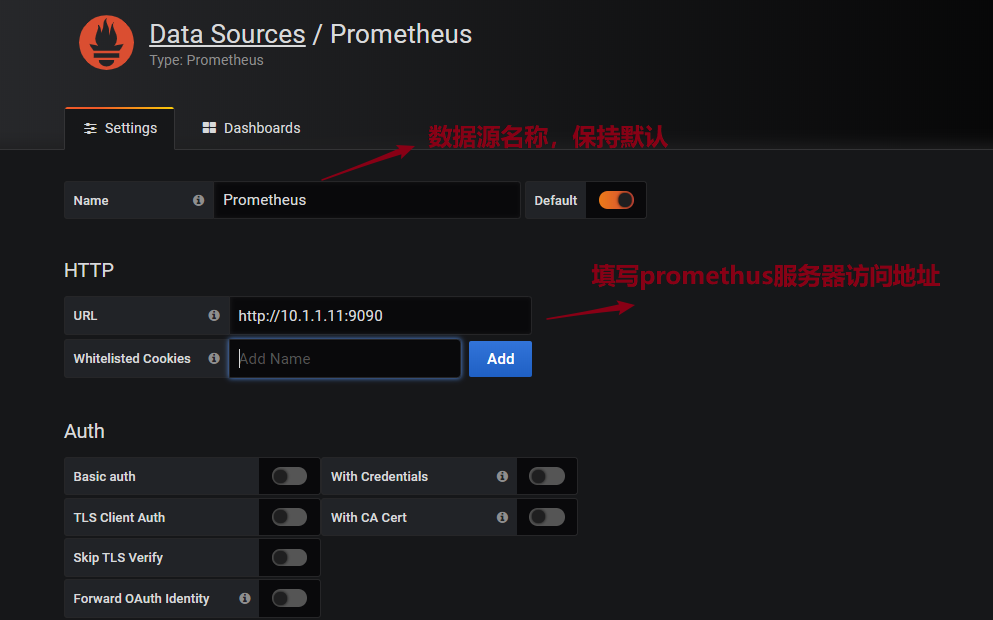 Data Sources / Prometheus
Type: Prometheus
Settings
Dashboards
数据源名称，保持默认
Name
Prometheus
Default
HTTP
填写promethus服务器访问地址
URL
http://10.1.1.11:9090
Whitelisted Cookies
Add Name
Add
Auth
Basic auth
With Credentials
TLS Client Auth
With CA Cert
Skip TLS Verify
Forward OAuth Identity